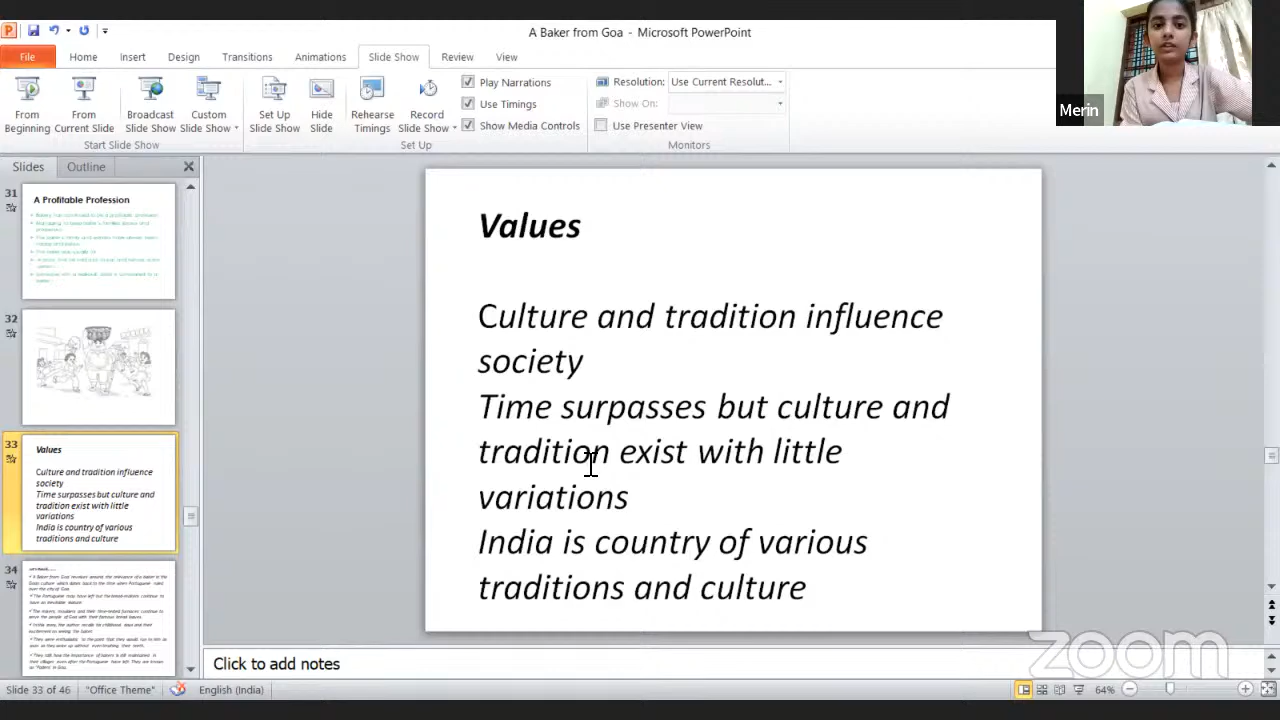 A Baker from Goa - Microsoft PowerPoint
File Home Insert Design Transitions Animations Slide Show Review View
From Beginning
From Current Slide
Broadcast Slide Show
Custom Slide Show
Set Up Slide Show
Hide Slide
Rehearse Timings
Record Slide Show
Play Narrations
Use Timings
Show Media Controls
Resolution: Use Current Resolut...
Show On:
Use Presenter View
Start Slide Show
Set Up
Monitors
Merin
Slides Outline
31
A Profitable Profession
32
33
Values
Culture and tradition influence
society
Time surpasses but culture and
tradition exist with little
variations
India is country of various
traditions and culture
34
Values
Culture and tradition influence
society
Time surpasses but culture and
tradition exist with little
variations
India is country of various
traditions and culture
Click to add notes
zoom
Slide 33 of 46 "Office Theme" English (India) 64%